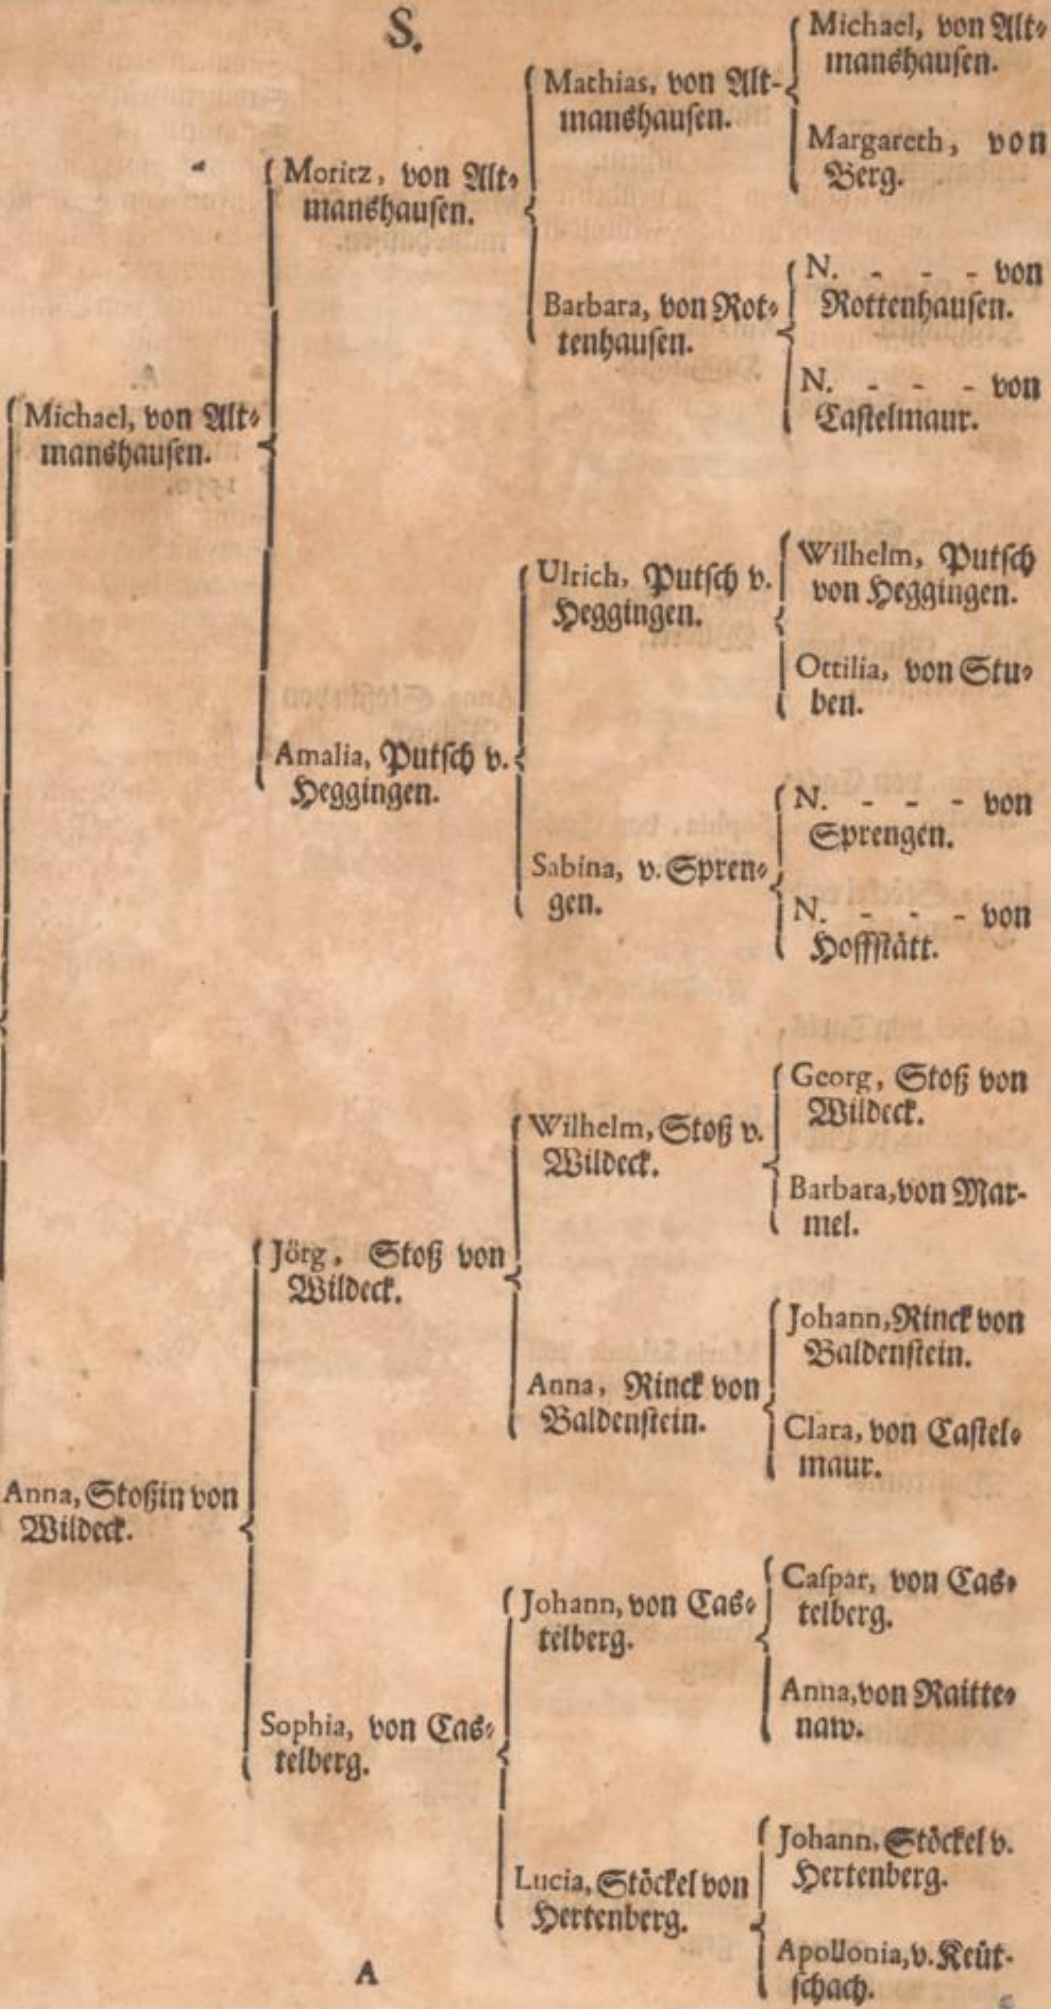 S.
Michael, von Alt-
manshausen.
Moritz, von Alt-
manshausen.
Mathias, von Alt-
manshausen.
Michael, von Alt-
manshausen.
Margareth, von
Berg.
Barbara, von Rot-
tenhausen.
N. - - - von
Rottenhausen.
N. - - - von
Castelmaur.
Amalia, Putsch v.
Heggingen.
Ulrich, Putsch v.
Heggingen.
Wilhelm, Putsch
von Heggingen.
Ottilia, von Stu-
ben.
Sabina, v. Spren-
gen.
N. - - - von
Sprengen.
N. - - - von
Hoffstätt.
Anna, Stoßin von
Wildeck.
Jörg, Stoß von
Wildeck.
Wilhelm, Stoß v.
Wildeck.
Georg, Stoß von
Wildeck.
Barbara, von Mar-
mel.
Anna, Rinck von
Baldenstein.
Johann, Rinck von
Baldenstein.
Clara, von Castel-
maur.
Sophia, von Cas-
telberg.
Johann, von Cas-
telberg.
Caspar, von Cas-
telberg.
Anna, von Raitte-
naw.
Lucia, Stöckel von
Hertenberg.
Johann, Stöckel v.
Hertenberg.
Apollonia, v. Keüt-
schach.
A